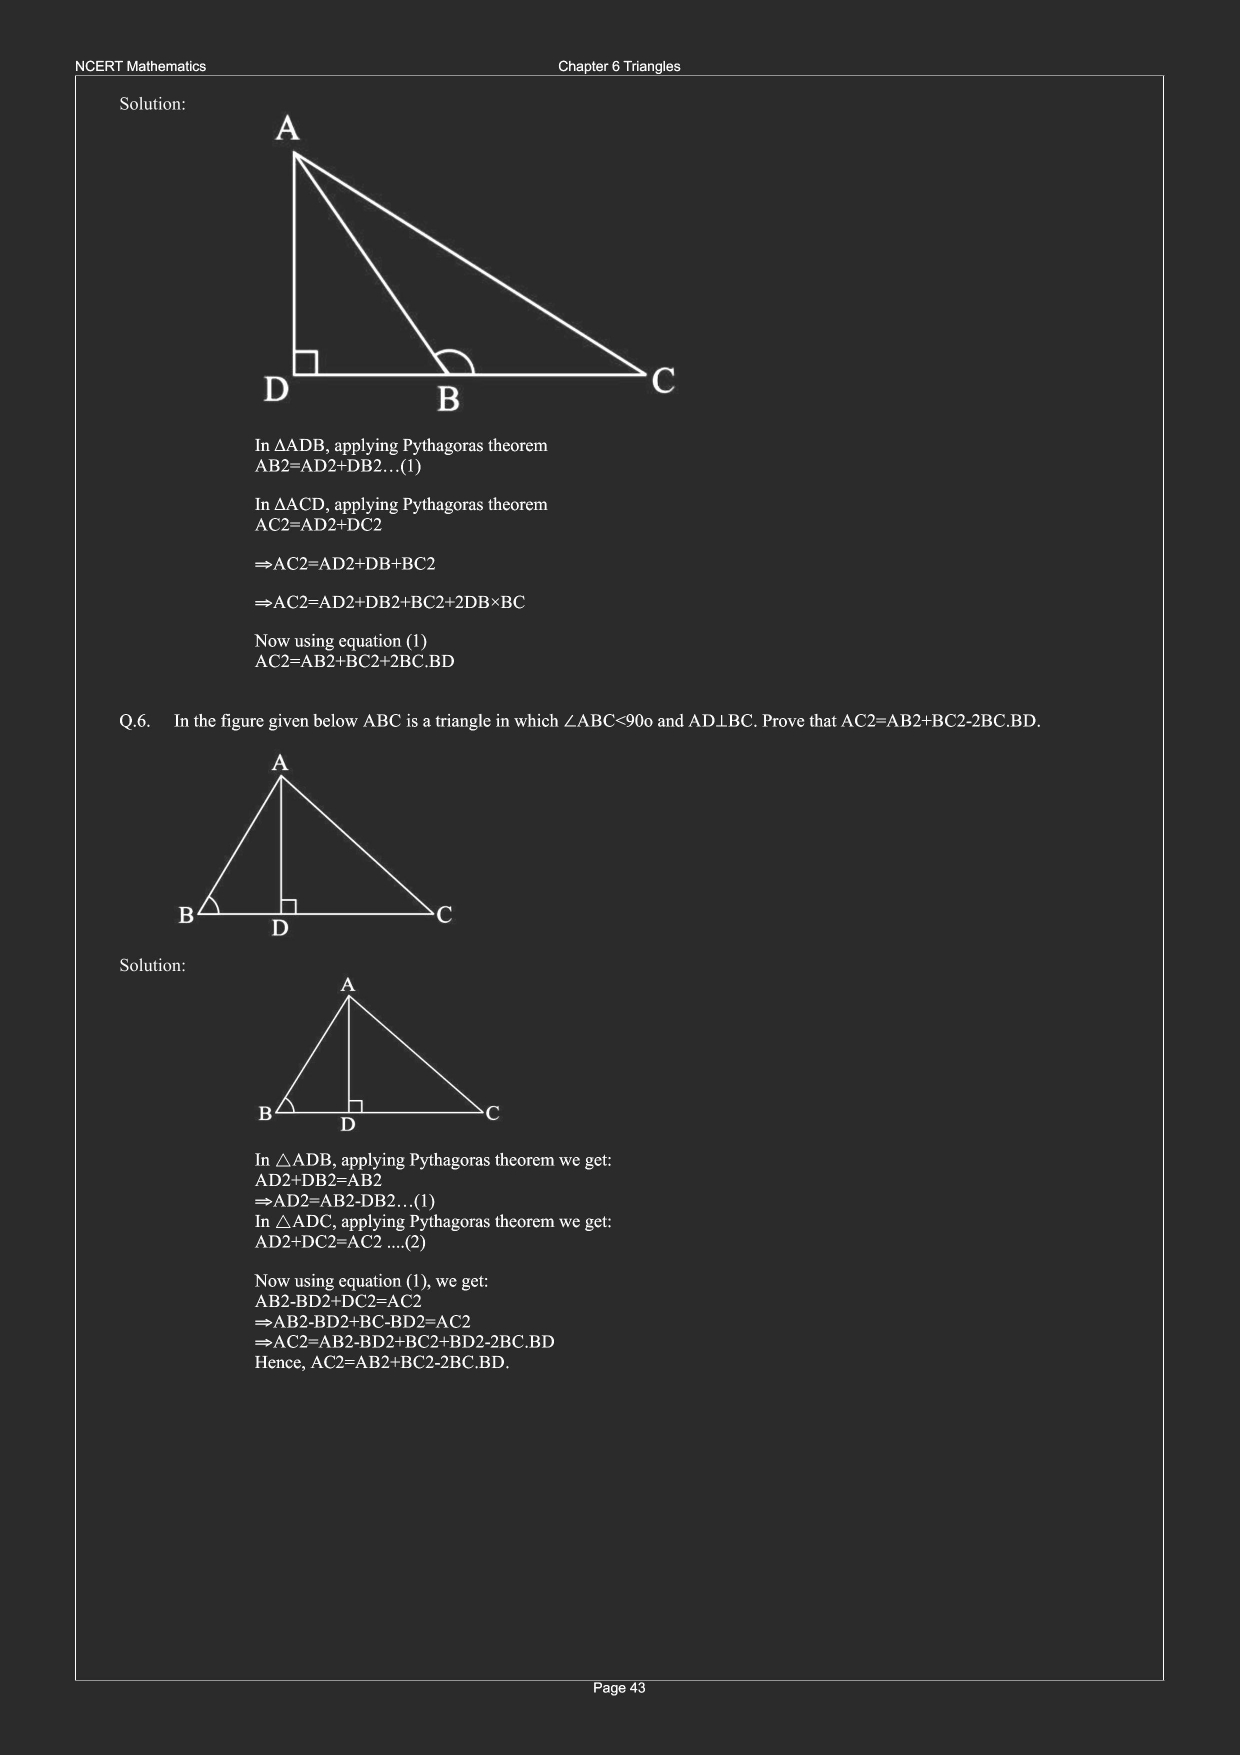 NCERT Mathematics Chapter 6 Triangles
Solution:
A
D
B
C
In ΔADB, applying Pythagoras theorem
AB2=AD2+DB2…(1)
In ΔACD, applying Pythagoras theorem
AC2=AD2+DC2
⇒AC2=AD2+DB+BC2
⇒AC2=AD2+DB2+BC2+2DB×BC
Now using equation (1)
AC2=AB2+BC2+2BC.BD
Q.6. In the figure given below ABC is a triangle in which ∠ABC<90o and AD⊥BC. Prove that AC2=AB2+BC2-2BC.BD.
A
B
D
C
Solution:
A
B
D
C
In △ADB, applying Pythagoras theorem we get:
AD2+DB2=AB2
⇒AD2=AB2-DB2…(1)
In △ADC, applying Pythagoras theorem we get:
AD2+DC2=AC2 ....(2)
Now using equation (1), we get:
AB2-BD2+DC2=AC2
⇒AB2-BD2+BC-BD2=AC2
⇒AC2=AB2-BD2+BC2+BD2-2BC.BD
Hence, AC2=AB2+BC2-2BC.BD.
Page 43